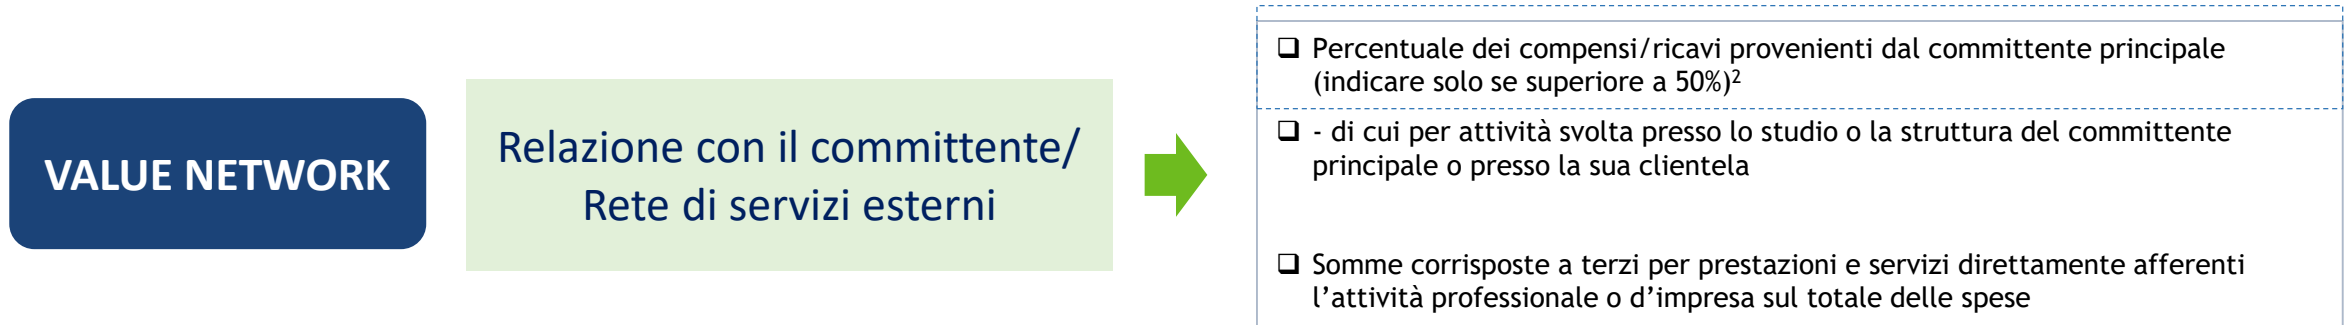 VALUE NETWORK
Relazione con il committente/
Rete di servizi esterni
❑ Percentuale dei compensi/ricavi provenienti dal committente principale
(indicare solo se superiore a 50%)²
❑ - di cui per attività svolta presso lo studio o la struttura del committente
principale o presso la sua clientela
❑ Somme corrisposte a terzi per prestazioni e servizi direttamente afferenti
l’attività professionale o d’impresa sul totale delle spese